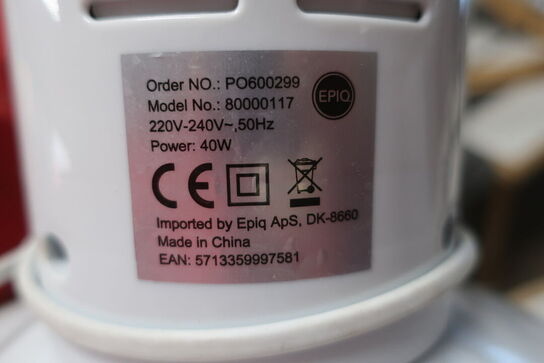 Order NO.: PO600299
EPIQ
Model No.: 80000117
220V-240V~,50Hz
Power: 40W
CE
Imported by Epiq ApS, DK-8660
Made in China
EAN: 5713359997581